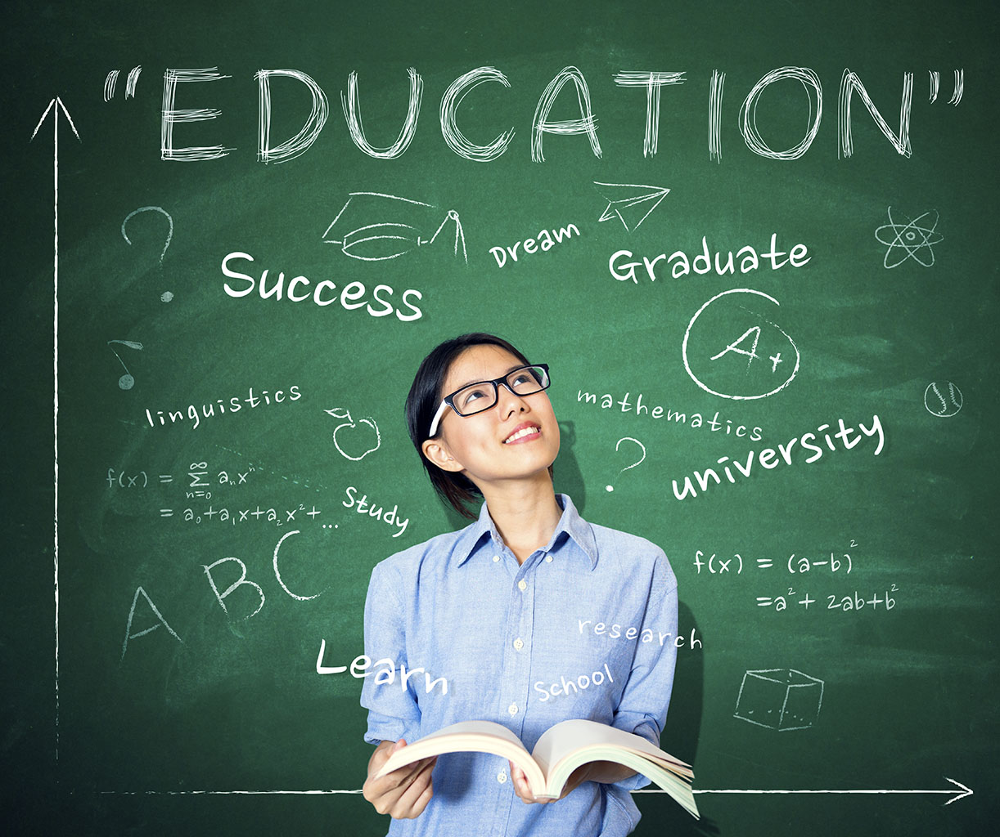 "EDUCATION"
Dream
Graduate
Success
A+
linguistics
mathematics
university
f(x) = ∞ Σ n=0 aₙxⁿ
= a₀+a₁x+a₂x²+...
Study
A B C
f(x) = (a-b)²
=a²+ 2ab+b²
research
Learn
School